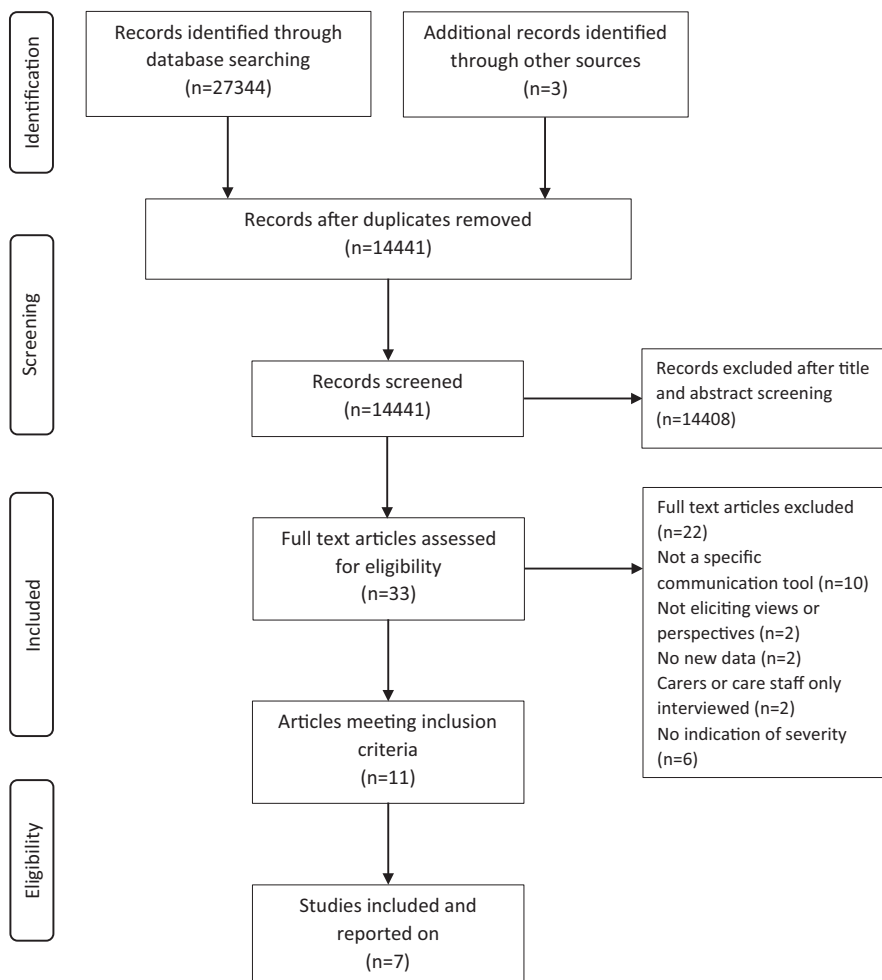 Identification
Records identified through
database searching
(n=27344)
Additional records identified
through other sources
(n=3)
Records after duplicates removed
(n=14441)
Screening
Records screened
(n=14441)
Records excluded after title
and abstract screening
(n=14408)
Included
Full text articles assessed
for eligibility
(n=33)
Full text articles excluded
(n=22)
Not a specific
communication tool (n=10)
Not eliciting views or
perspectives (n=2)
No new data (n=2)
Carers or care staff only
interviewed (n=2)
No indication of severity
(n=6)
Articles meeting inclusion
criteria
(n=11)
Eligibility
Studies included and
reported on
(n=7)